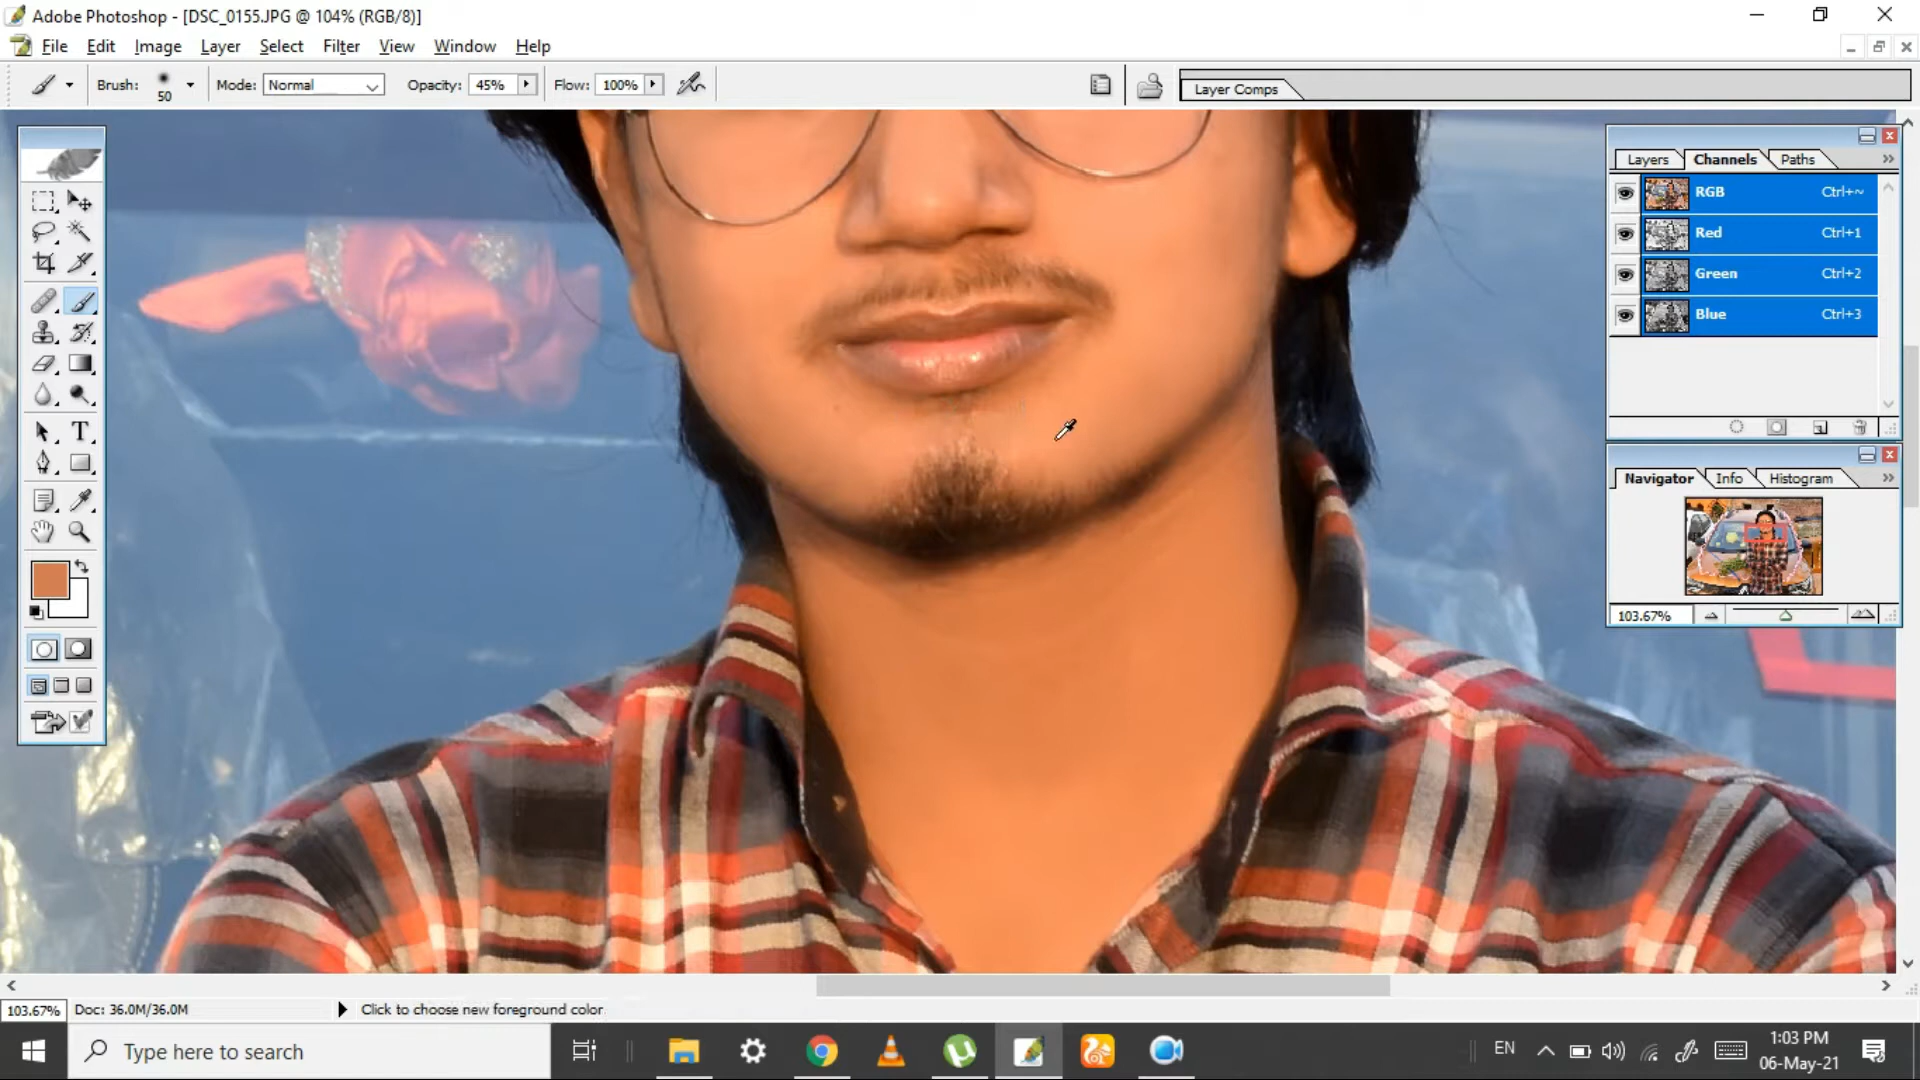 Adobe Photoshop - [DSC_0155.JPG @ 104% (RGB/8)]
File Edit Image Layer Select Filter View Window Help
Brush: 50 Mode: Normal Opacity: 45% Flow: 100% Layer Comps
Layers Channels Paths
RGB Ctrl+~
Red Ctrl+1
Green Ctrl+2
Blue Ctrl+3
Navigator Info Histogram
103.67%
T
103.67% Doc: 36.0M/36.0M Click to choose new foreground color
Type here to search
EN
1:03 PM
06-May-21